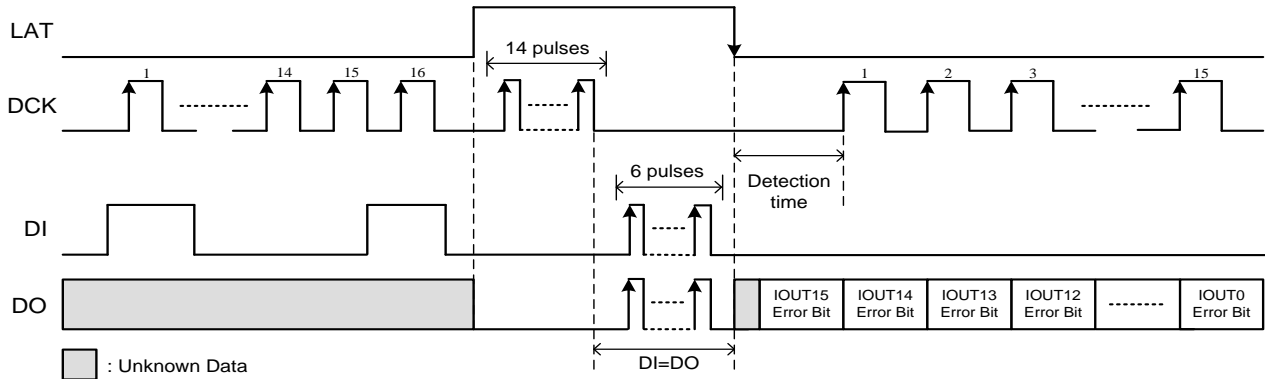 LAT
14 pulses
1
14
15
16
1
2
3
15
DCK
6 pulses
Detection
time
DI
DO
IOUT15
Error Bit
IOUT14
Error Bit
IOUT13
Error Bit
IOUT12
Error Bit
IOUT0
Error Bit
DI=DO
: Unknown Data